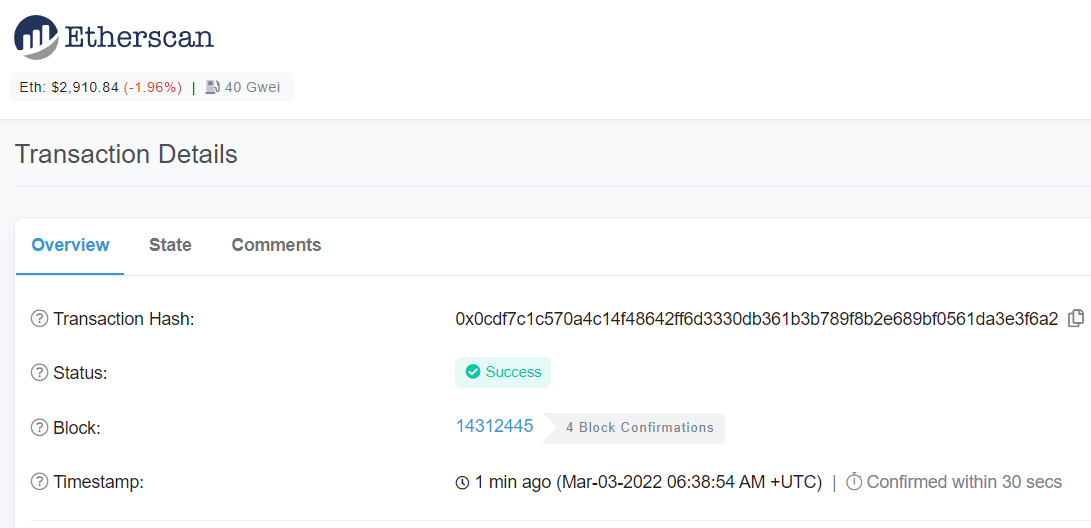 Etherscan
Eth: $2,910.84 (-1.96%) | 40 Gwei
Transaction Details
Overview State Comments
? Transaction Hash: 0x0cdf7c1c570a4c14f48642ff6d3330db361b3b789f8b2e689bf0561da3e3f6a2
? Status: Success
? Block: 14312445 4 Block Confirmations
? Timestamp: 1 min ago (Mar-03-2022 06:38:54 AM +UTC) | Confirmed within 30 secs